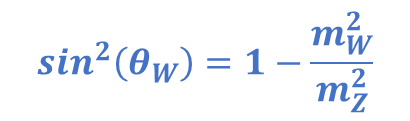 sin²(θ_W) = 1 − m_W² / m_Z²